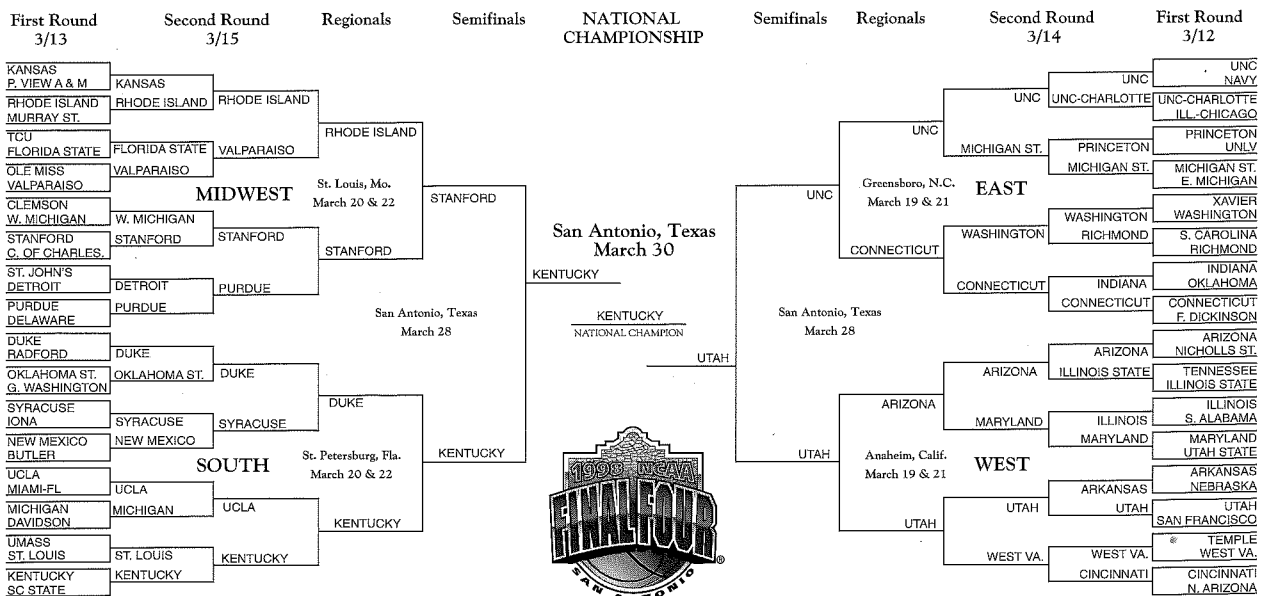 First Round
3/13
Second Round
3/15
Regionals
Semifinals
NATIONAL
CHAMPIONSHIP
Semifinals
Regionals
Second Round
3/14
First Round
3/12
KANSAS
P. VIEW A & M
RHODE ISLAND
MURRAY ST.
TCU
FLORIDA STATE
OLE MISS
VALPARAISO
CLEMSON
W. MICHIGAN
STANFORD
C. OF CHARLES.
ST. JOHN'S
DETROIT
PURDUE
DELAWARE
KANSAS
RHODE ISLAND
FLORIDA STATE
VALPARAISO
W. MICHIGAN
STANFORD
DETROIT
PURDUE
RHODE ISLAND
VALPARAISO
STANFORD
PURDUE
MIDWEST
St. Louis, Mo.
March 20 & 22
RHODE ISLAND
STANFORD
STANFORD
DUKE
RADFORD
OKLAHOMA ST.
G. WASHINGTON
SYRACUSE
IONA
NEW MEXICO
BUTLER
UCLA
MIAMI-FL
MICHIGAN
DAVIDSON
UMASS
ST. LOUIS
KENTUCKY
SC STATE
DUKE
OKLAHOMA ST.
SYRACUSE
NEW MEXICO
UCLA
MICHIGAN
ST. LOUIS
KENTUCKY
DUKE
SYRACUSE
UCLA
KENTUCKY
SOUTH
St. Petersburg, Fla.
March 20 & 22
DUKE
KENTUCKY
KENTUCKY
San Antonio, Texas
March 28
KENTUCKY
San Antonio, Texas
March 30
KENTUCKY
NATIONAL CHAMPION
UTAH
1998 NCAA
FINAL FOUR
®
SAN ANTONIO
San Antonio, Texas
March 28
UNC
UNC
CONNECTICUT
Greensboro, N.C.
March 19 & 21
EAST
UNC
MICHIGAN ST.
WASHINGTON
CONNECTICUT
UNC
UNC-CHARLOTTE
PRINCETON
MICHIGAN ST.
WASHINGTON
RICHMOND
INDIANA
CONNECTICUT
UNC
NAVY
UNC-CHARLOTTE
ILL.-CHICAGO
PRINCETON
UNLV
MICHIGAN ST.
E. MICHIGAN
XAVIER
WASHINGTON
S. CAROLINA
RICHMOND
INDIANA
OKLAHOMA
CONNECTICUT
F. DICKINSON
UTAH
ARIZONA
UTAH
Anaheim, Calif.
March 19 & 21
WEST
ARIZONA
MARYLAND
UTAH
WEST VA.
ARIZONA
ILLINOIS STATE
ILLINOIS
MARYLAND
ARKANSAS
UTAH
WEST VA.
CINCINNATI
ARIZONA
NICHOLLS ST.
TENNESSEE
ILLINOIS STATE
ILLINOIS
S. ALABAMA
MARYLAND
UTAH STATE
ARKANSAS
NEBRASKA
UTAH
SAN FRANCISCO
TEMPLE
WEST VA.
CINCINNATI
N. ARIZONA